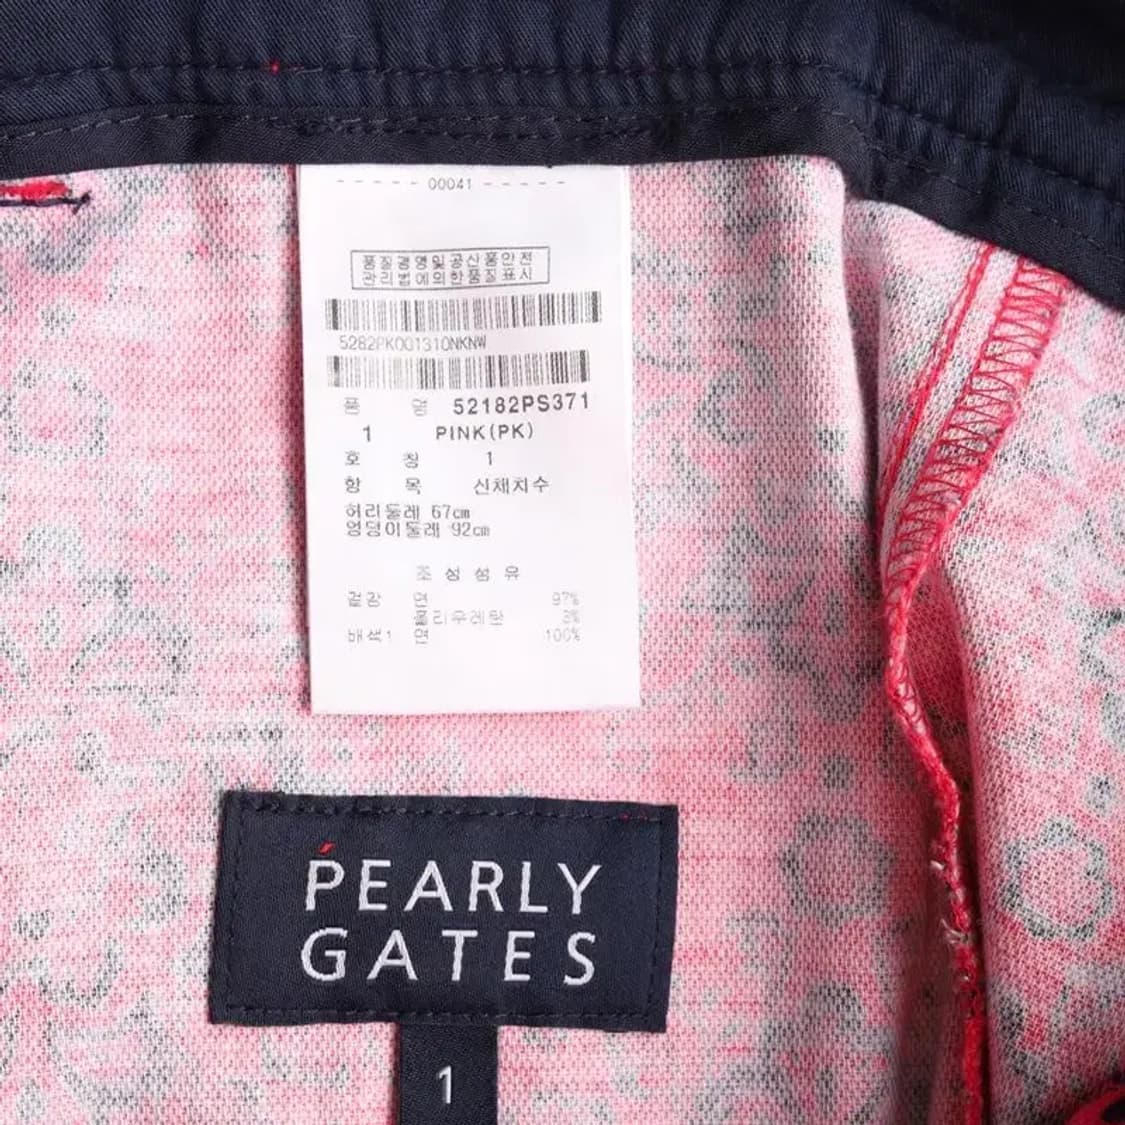 - - - - - 00041 - - - - -
품질경영및공산품안전
관리법에의한품질표시
5282PK001310NKNW
품 명 52182PS371
1 PINK(PK)
호 칭 1
항 목 신체치수
허리둘레 67㎝
엉덩이둘레 92㎝
조성섬유
겉감 면 97%
폴리우레탄 3%
배색1 면 100%
PEARLY
GATES
1